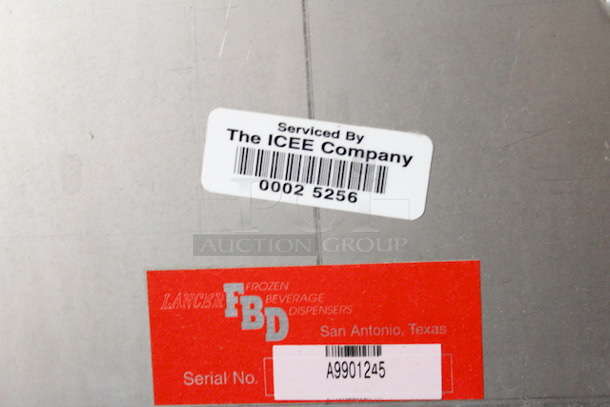 Serviced By
The ICEE Company
0002 5256
PCI
AUCTION GROUP
LANCER FBD FROZEN
BEVERAGE
DISPENSERS
San Antonio, Texas
Serial No. A9901245